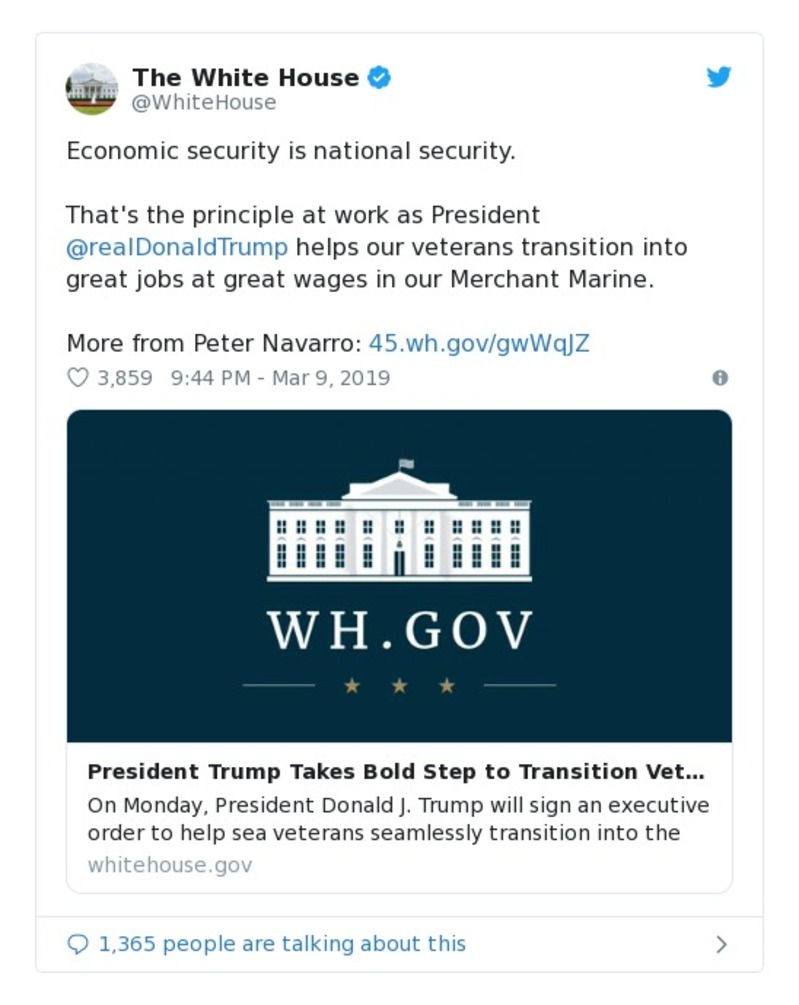 The White House
@WhiteHouse
Economic security is national security.
That's the principle at work as President
@realDonaldTrump helps our veterans transition into
great jobs at great wages in our Merchant Marine.
More from Peter Navarro: 45.wh.gov/gwWqJZ
3,859 9:44 PM - Mar 9, 2019
WH.GOV
President Trump Takes Bold Step to Transition Vet...
On Monday, President Donald J. Trump will sign an executive
order to help sea veterans seamlessly transition into the
whitehouse.gov
1,365 people are talking about this